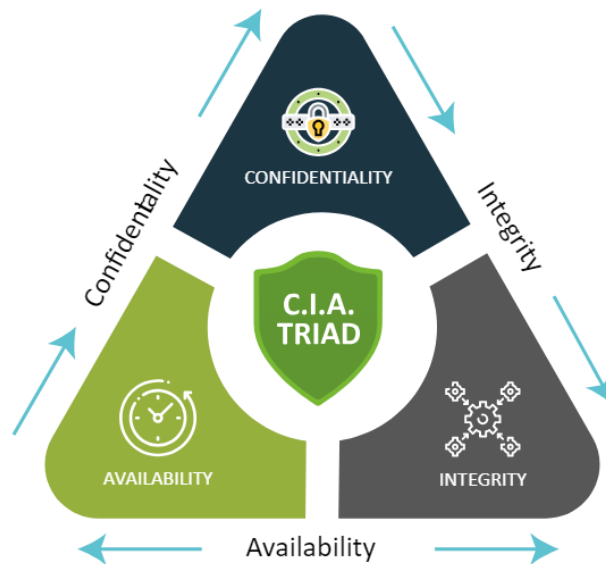 CONFIDENTIALITY
Confidentality
Integrity
C.I.A.
TRIAD
AVAILABILITY
INTEGRITY
Availability